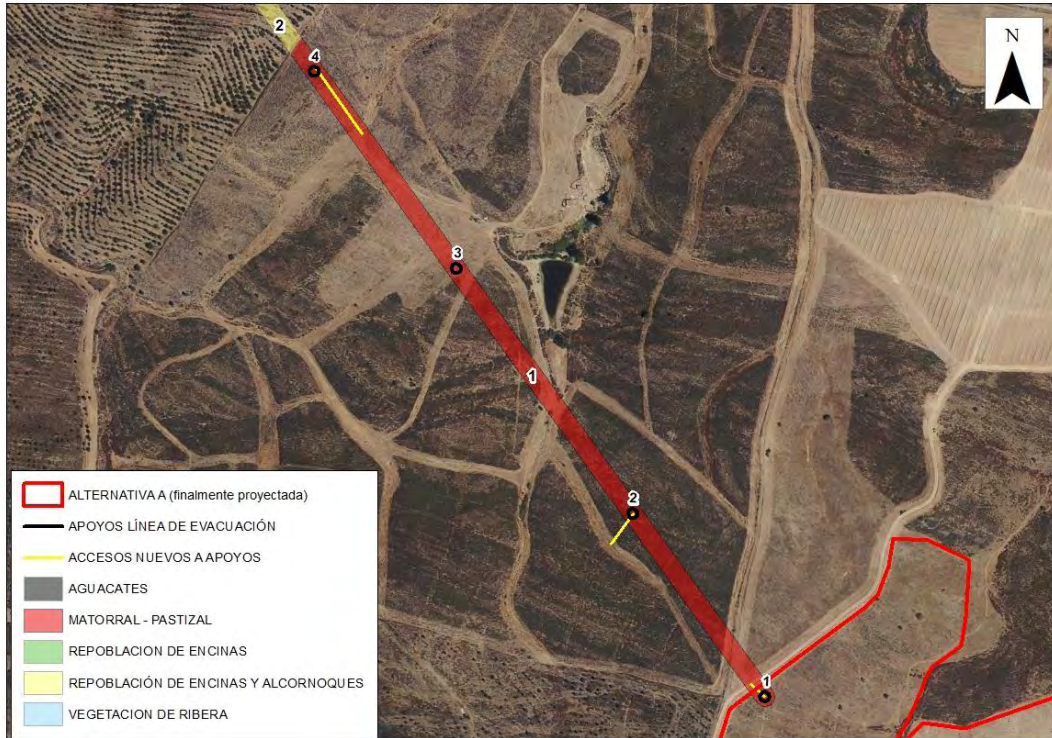 2
4
N
3
1
2
1
ALTERNATIVA A (finalmente proyectada)
APOYOS LÍNEA DE EVACUACIÓN
ACCESOS NUEVOS A APOYOS
AGUACATES
MATORRAL - PASTIZAL
REPOBLACION DE ENCINAS
REPOBLACIÓN DE ENCINAS Y ALCORNOQUES
VEGETACION DE RIBERA